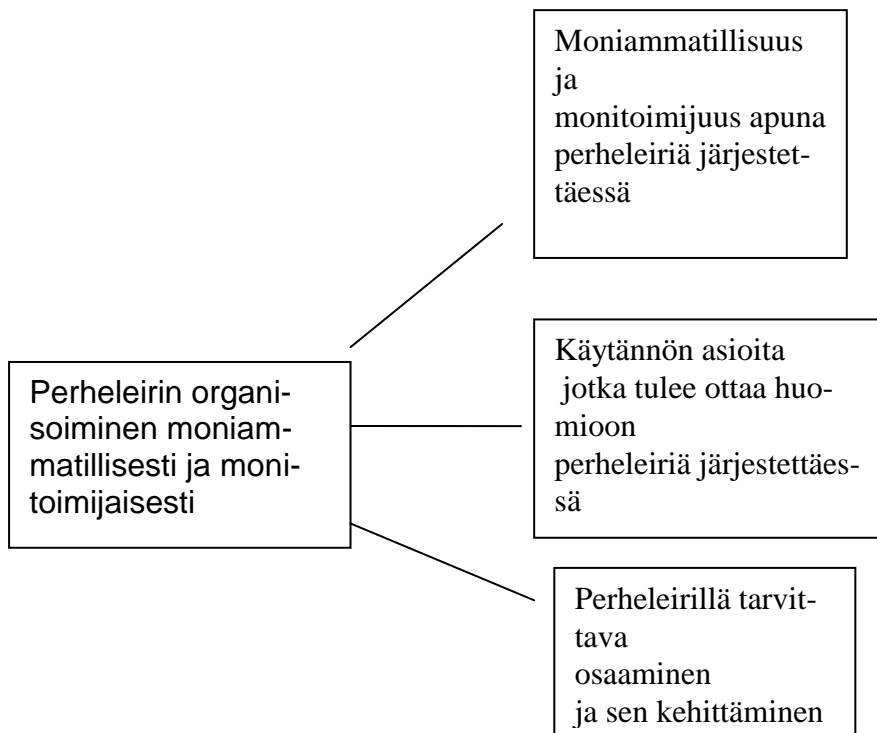 Moniammatillisuus
ja
monitoimijuus apuna
perheleiriä järjestet-
täessä
Käytännön asioita
jotka tulee ottaa huo-
mioon
perheleiriä järjestettäes-
sä
Perheleirin organi-
soiminen moniam-
matillisesti ja moni-
toimijaisesti
Perheleirillä tarvit-
tava
osaaminen
ja sen kehittäminen